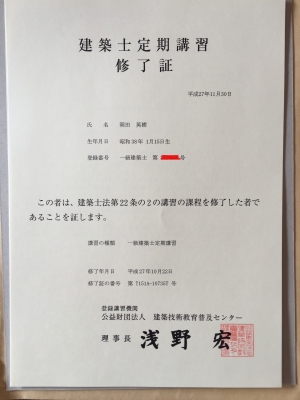 建築士定期講習
修了証
平成27年11月30日
氏 名 岡田 英樹
生年月日 昭和38年 1月15日生
登録番号 一級建築士 第 号
この者は、建築士法第22条の2の講習の課程を修了した者で
あることを証します。
講習の種類 一級建築士定期講習
修了年月日 平成27年10月22日
修了証の番号 第 号
登録講習機関
公益財団法人 建築技術教育普及センター
理事長 浅野 宏